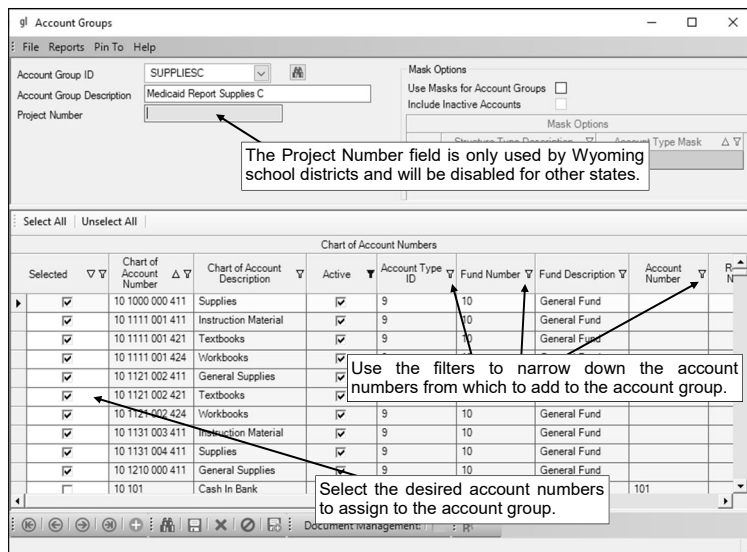 gl Account Groups
File Reports Pin To Help
Account Group ID SUPPLIESC
Account Group Description Medicaid Report Supplies C
Project Number
Mask Options
Use Masks for Account Groups
Include Inactive Accounts
Mask Options
Structure Type Description Account Type Mask
The Project Number field is only used by Wyoming
school districts and will be disabled for other states.
Select All Unselect All
Chart of Account Numbers
Selected
Chart of
Account
Number
Chart of Account
Description
Active
Account Type
ID
Fund Number
Fund Description
Account
Number
10 1000 000 411 Supplies 9 10 General Fund
10 1111 001 411 Instruction Material 9 10 General Fund
10 1111 001 421 Textbooks 9 10 General Fund
10 1111 001 424 Workbooks
10 1121 002 411 General Supplies
10 1121 002 421 Textbooks
Use the filters to narrow down the account
numbers from which to add to the account group.
10 1121 002 424 Workbooks 9 10 General Fund
10 1131 003 411 Instruction Material 9 10 General Fund
10 1131 004 411 Supplies 9 10 General Fund
10 1210 000 411 General Supplies 9 10 General Fund
10 101 Cash In Bank 101
Select the desired account numbers
to assign to the account group.
Document Management: